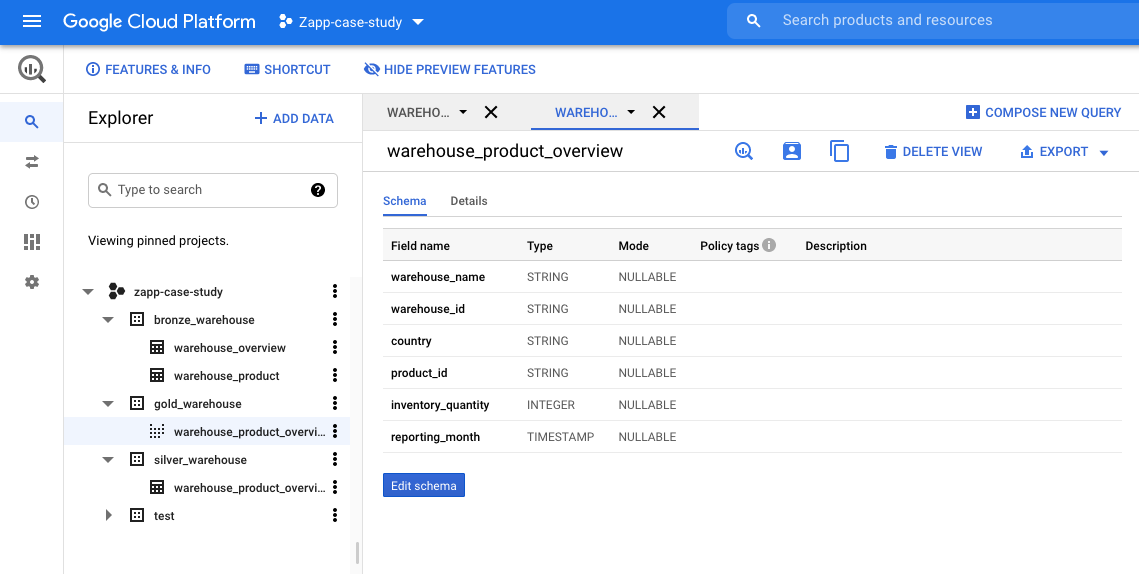 Google Cloud Platform Zapp-case-study Search products and resources
FEATURES & INFO SHORTCUT HIDE PREVIEW FEATURES
Explorer + ADD DATA
WAREHO... WAREHO... COMPOSE NEW QUERY
warehouse_product_overview DELETE VIEW EXPORT
Type to search
Viewing pinned projects.
zapp-case-study
bronze_warehouse
warehouse_overview
warehouse_product
gold_warehouse
warehouse_product_overvi...
silver_warehouse
warehouse_product_overvi...
test
Schema Details
Field name Type Mode Policy tags Description
warehouse_name STRING NULLABLE
warehouse_id STRING NULLABLE
country STRING NULLABLE
product_id STRING NULLABLE
inventory_quantity INTEGER NULLABLE
reporting_month TIMESTAMP NULLABLE
Edit schema